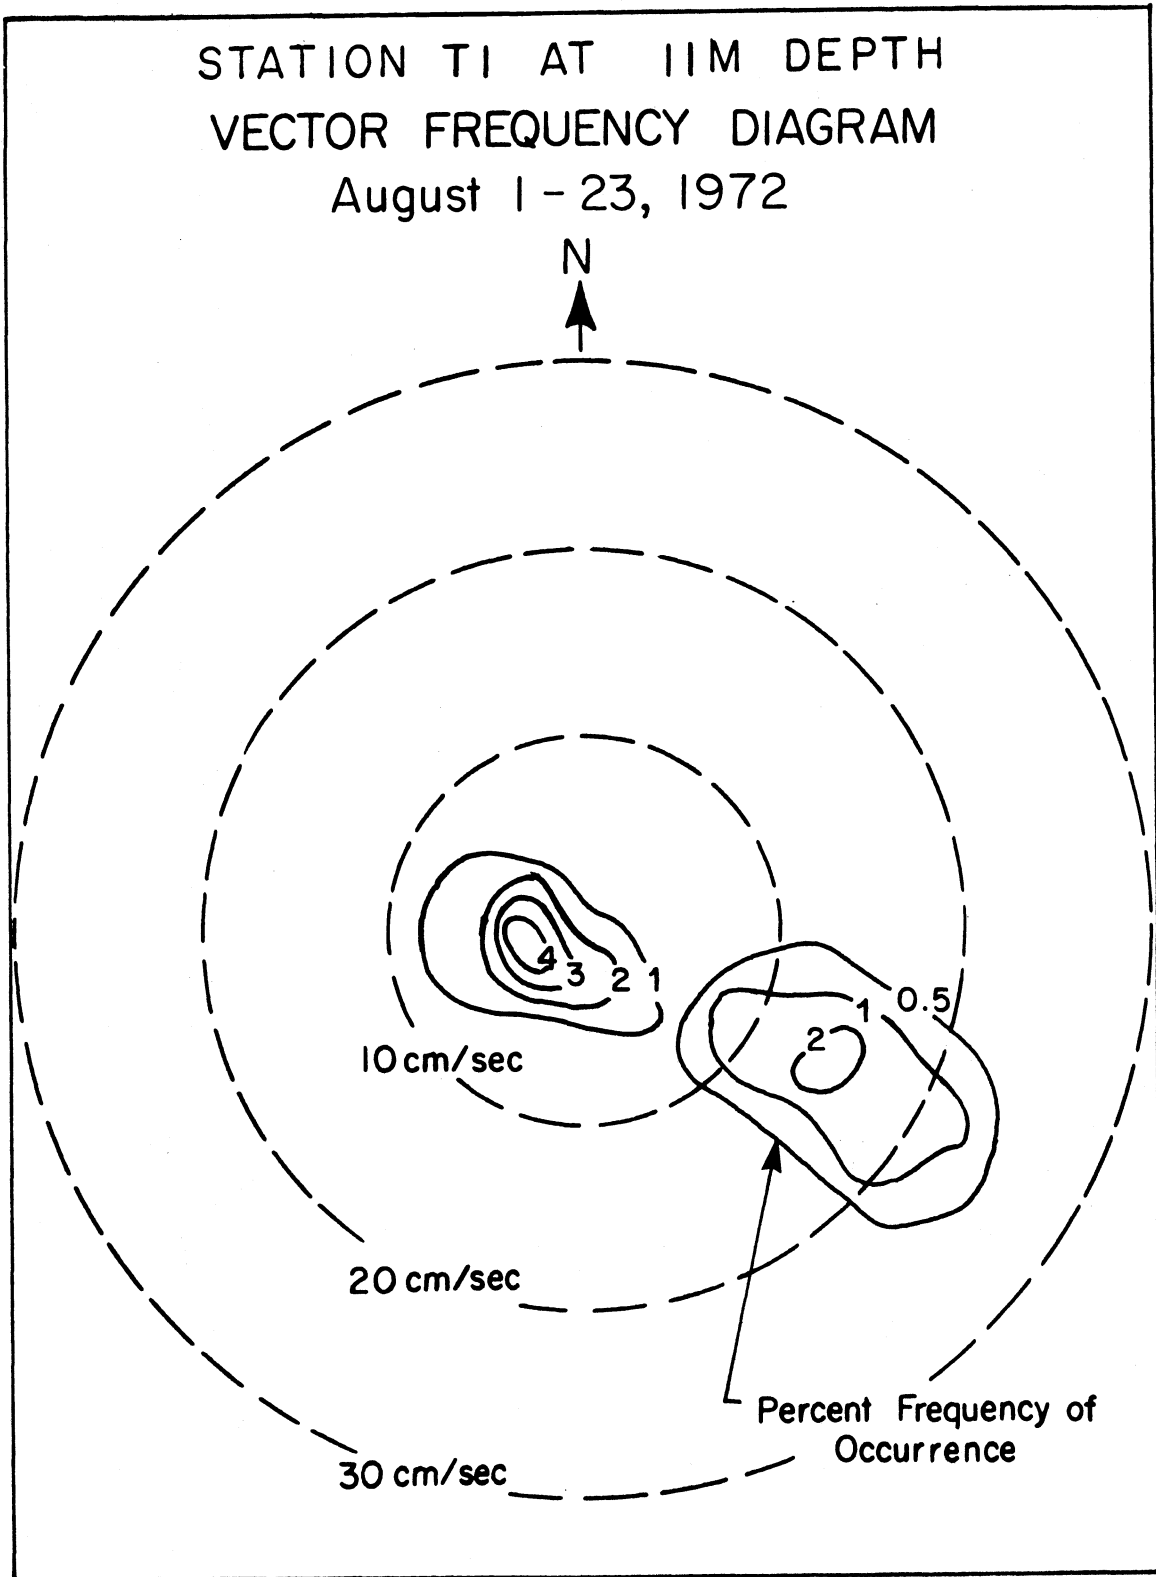 STATION T1 AT 11M DEPTH
VECTOR FREQUENCY DIAGRAM
August 1-23, 1972
N
4 3 2 1
0.5
1
2
10 cm/sec
20 cm/sec
Percent Frequency of
Occurrence
30 cm/sec